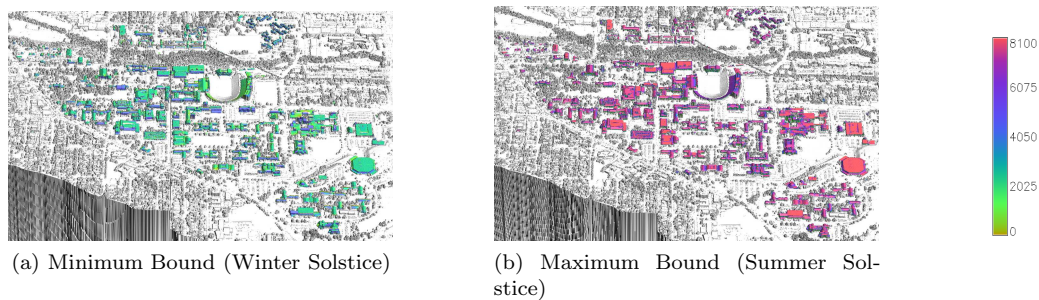 8100
6075
4050
2025
0
(a) Minimum Bound (Winter Solstice)
(b) Maximum Bound (Summer Sol-
stice)